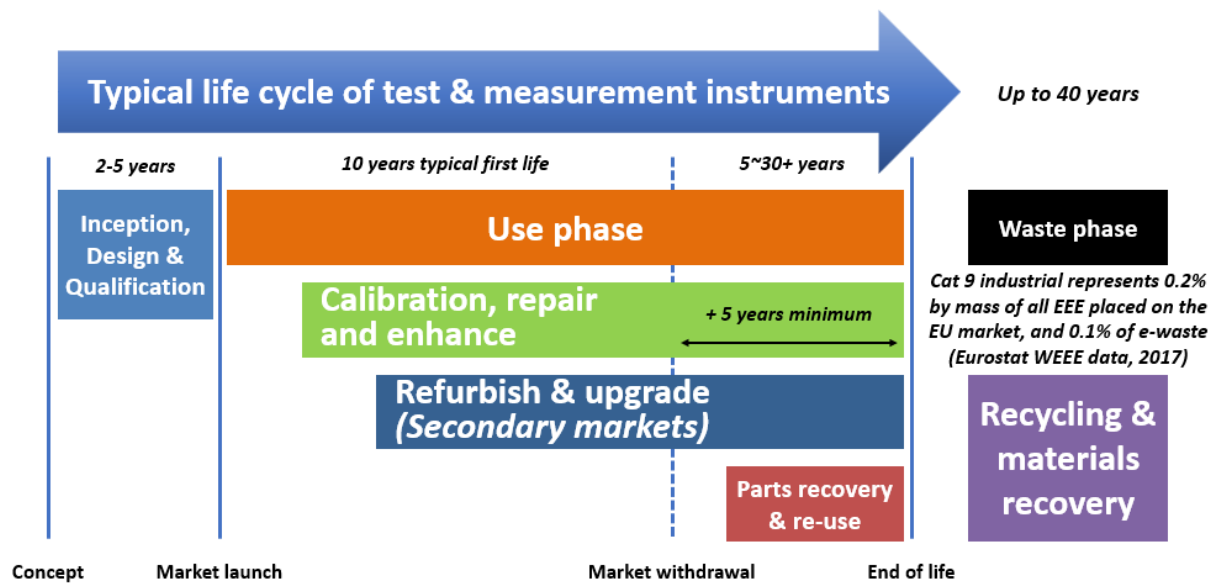 Typical life cycle of test & measurement instruments
Up to 40 years
2-5 years
10 years typical first life
5~30+ years
Inception,
Design &
Qualification
Use phase
Waste phase
Calibration, repair
and enhance
+ 5 years minimum
Cat 9 industrial represents 0.2%
by mass of all EEE placed on the
EU market, and 0.1% of e-waste
(Eurostat WEEE data, 2017)
Refurbish & upgrade
(Secondary markets)
Recycling &
materials
recovery
Parts recovery
& re-use
Concept
Market launch
Market withdrawal
End of life